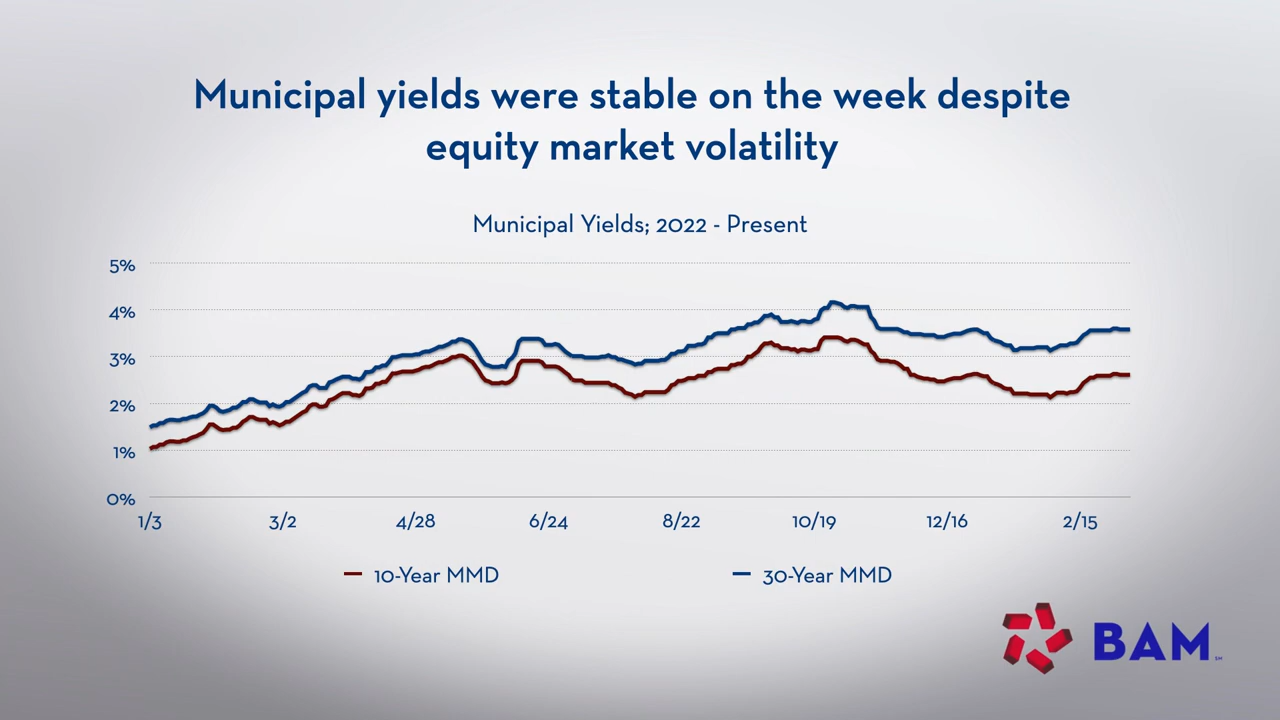 Municipal yields were stable on the week despite
equity market volatility
Municipal Yields; 2022 - Present
5%
4%
3%
2%
1%
0%
1/3 3/2 4/28 6/24 8/22 10/19 12/16 2/15
10-Year MMD 30-Year MMD
BAM SM